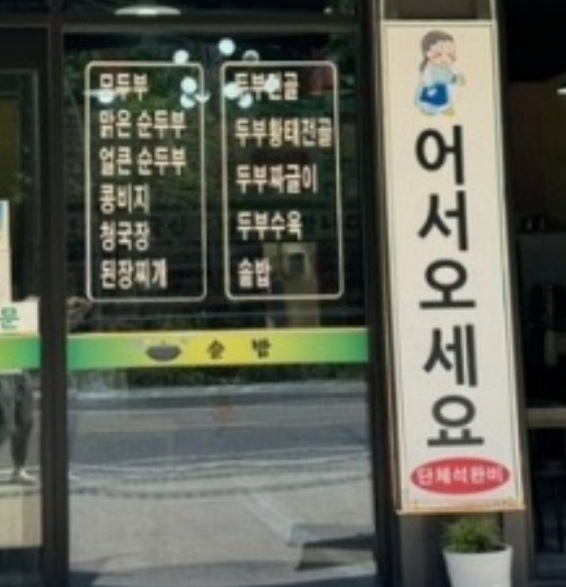 모두부
맑은 순두부
얼큰 순두부
콩비지
청국장
된장찌개
두부전골
두부황태전골
두부짜글이
두부수육
솥밥
솥 밥
어서오세요
단체석완비
문